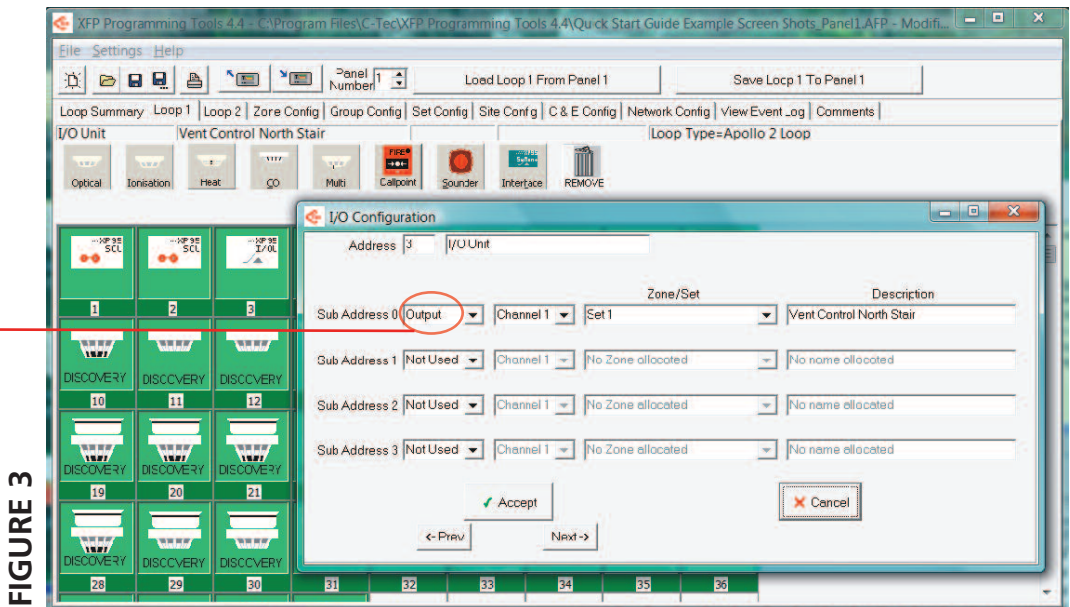 XFP Programming Tools 4.4 - C:\Program Files\C-Tec\XFP Programming Tools 4.4\Quick Start Guide Example Screen Shots_Panel1.AFP - Modifi...
File Settings Help
Panel Number 1 Load Loop 1 From Panel 1 Save Loop 1 To Panel 1
Loop Summary Loop 1 Loop 2 Zone Config Group Config Set Config Site Config C & E Config Network Config View Event Log Comments
I/O Unit Vent Control North Stair Loop Type=Apollo 2 Loop
FIRE
Optical Ionisation Heat CO Multi Callpoint Sounder Interface REMOVE
I/O Configuration
Address 3 I/O Unit
Zone/Set Description
Sub Address 0 Output Channel 1 Set 1 Vent Control North Stair
Sub Address 1 Not Used Channel 1 No Zone allocated No name allocated
Sub Address 2 Not Used Channel 1 No Zone allocated No name allocated
Sub Address 3 Not Used Channel 1 No Zone allocated No name allocated
Accept Cancel
<- Prev Next ->
XP95 SCL XP95 SCL XP95 I/O
1 2 3
DISCOVERY DISCOVERY DISCOVERY
10 11 12
DISCOVERY DISCOVERY DISCOVERY
19 20 21
DISCOVERY DISCOVERY DISCOVERY
28 29 30 31 32 33 34 35 36
FIGURE 3